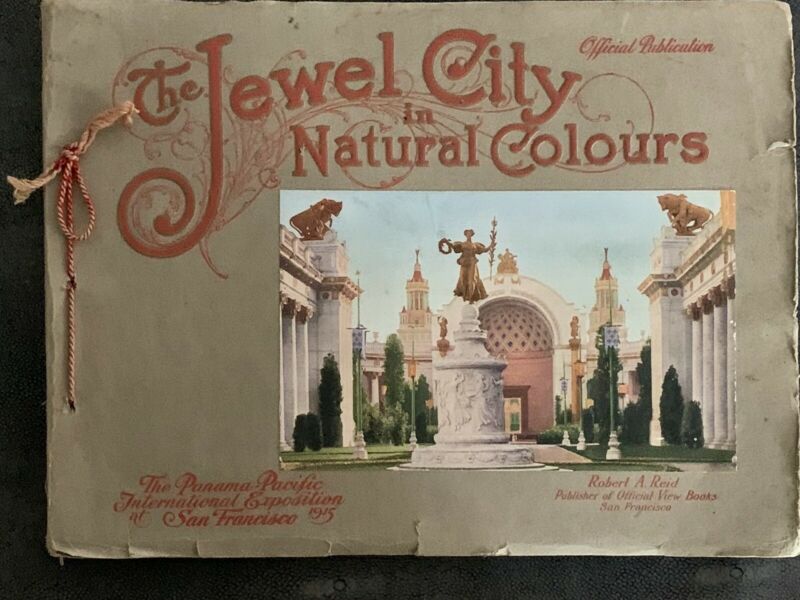 Official Publication
The Jewel City
in
Natural Colours
The Panama-Pacific
International Exposition
at San Francisco 1915
Robert A. Reid
Publisher of Official View Books
San Francisco